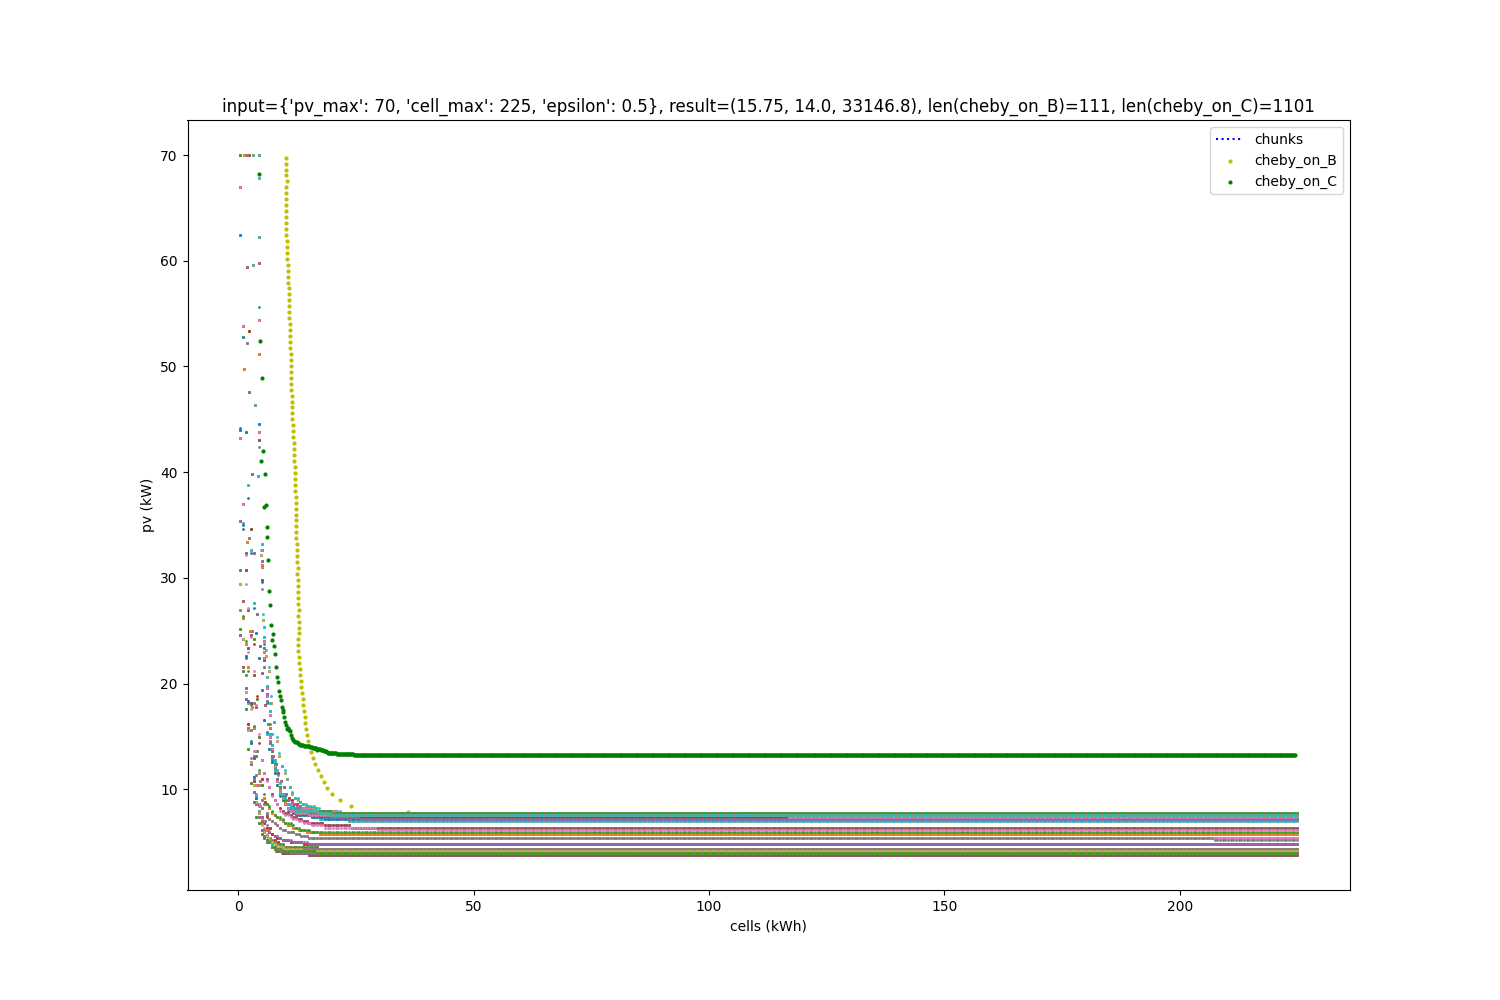 input={'pv_max': 70, 'cell_max': 225, 'epsilon': 0.5}, result=(15.75, 14.0, 33146.8), len(cheby_on_B)=111, len(cheby_on_C)=1101
chunks
cheby_on_B
cheby_on_C
70
60
50
40
30
20
10
pv (kW)
0
50
100
150
200
cells (kWh)